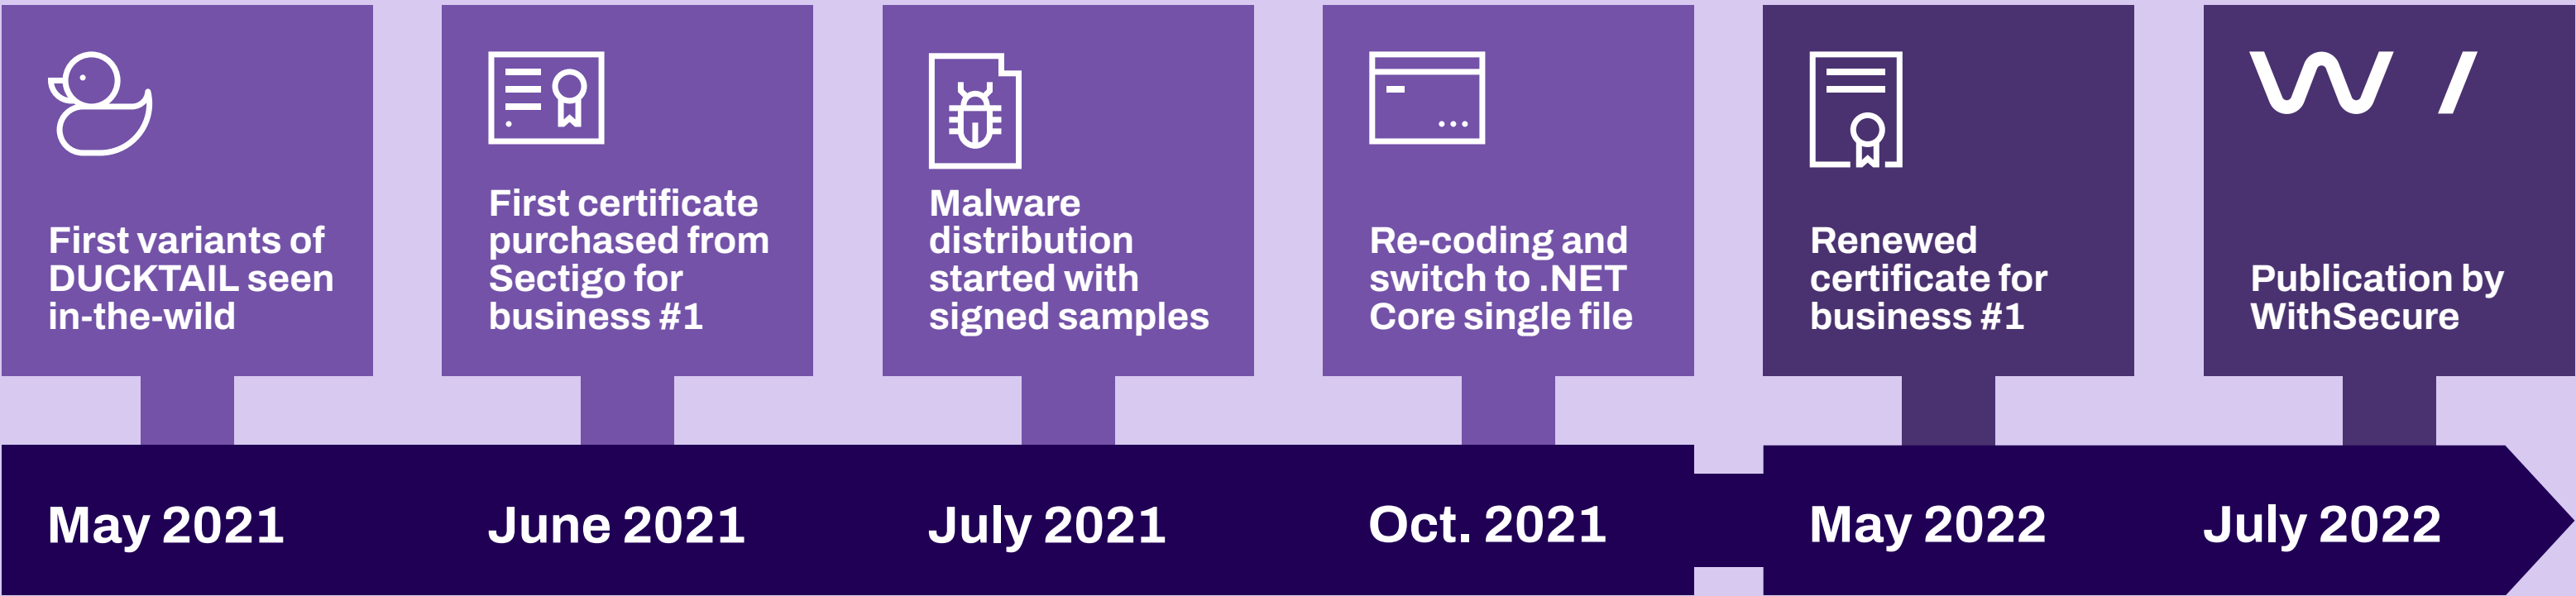 First variants of
DUCKTAIL seen
in-the-wild
First certificate
purchased from
Sectigo for
business #1
Malware
distribution
started with
signed samples
Re-coding and
switch to .NET
Core single file
Renewed
certificate for
business #1
W /
Publication by
WithSecure
May 2021
June 2021
July 2021
Oct. 2021
May 2022
July 2022